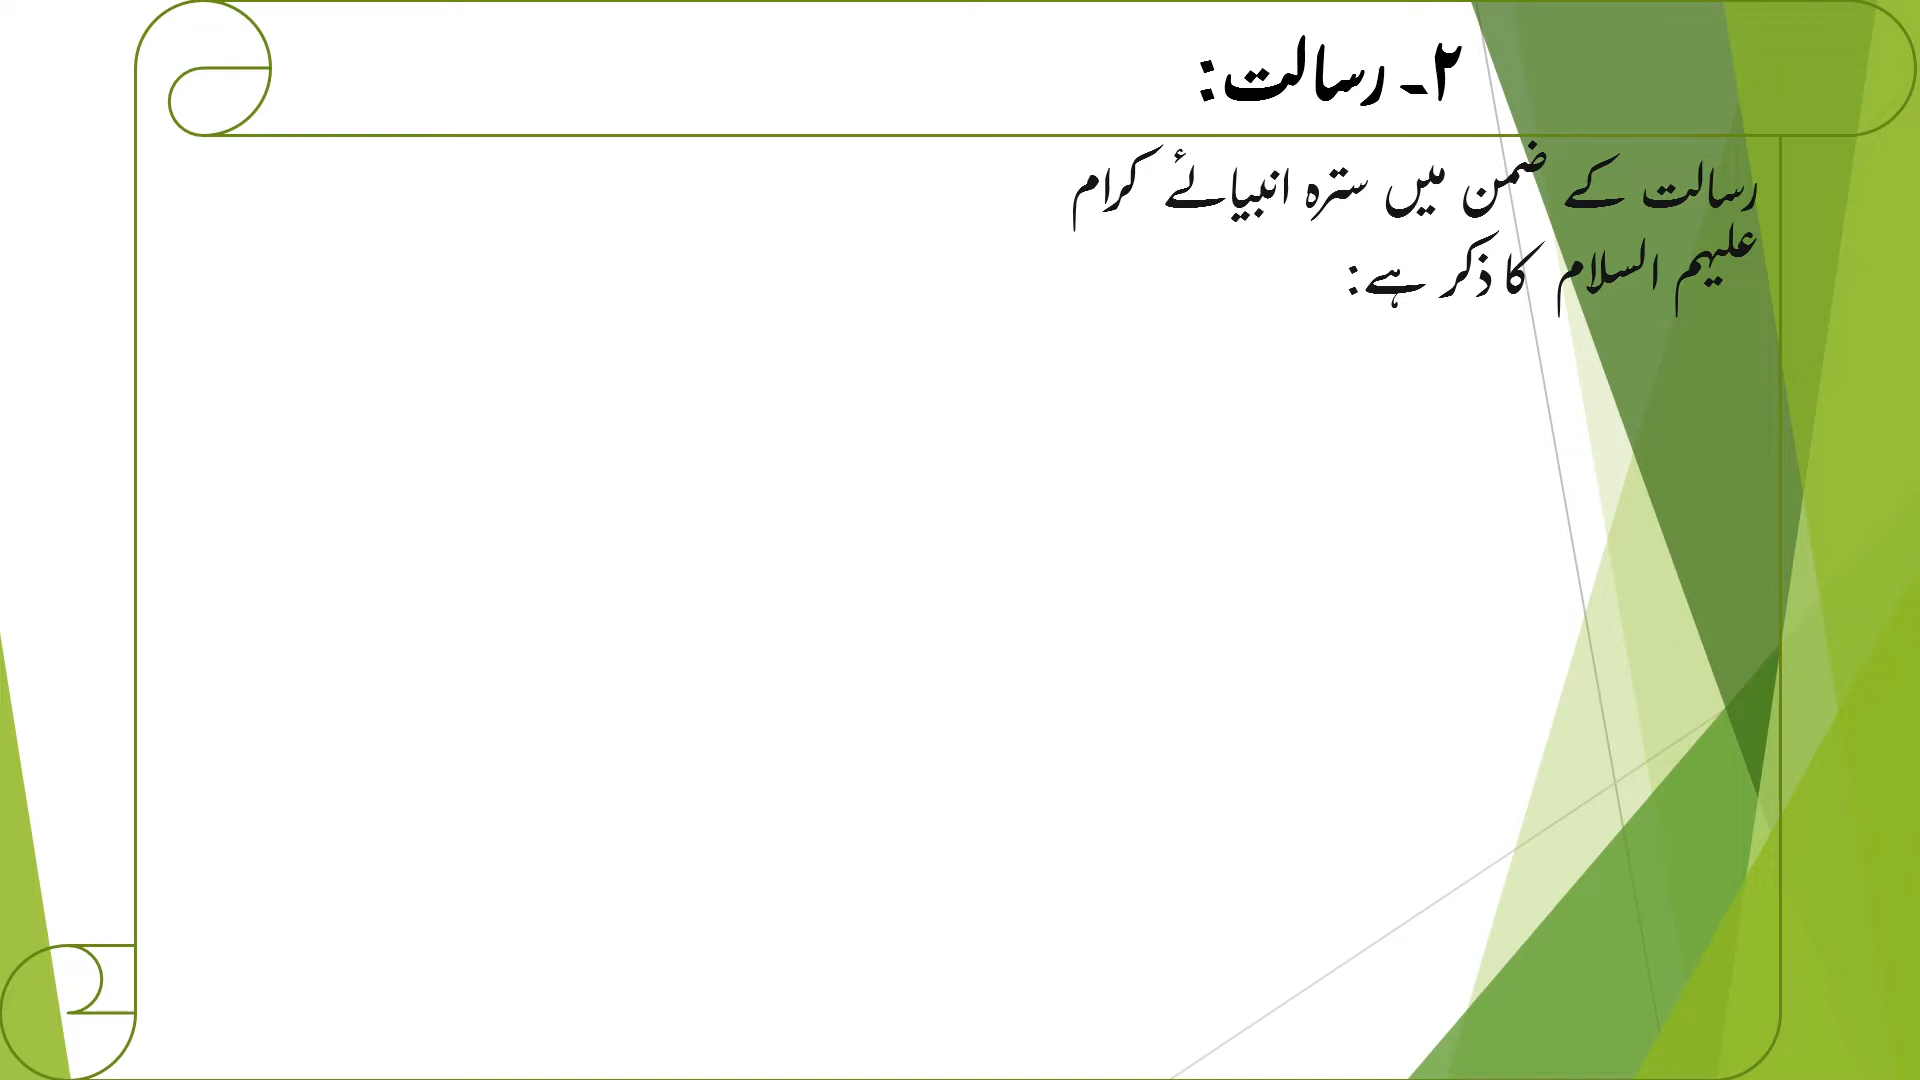 ۲۔ رسالت:
رسالت کے ضمن میں سترہ انبیائے کرام
علیہم السلام کا ذکر ہے: